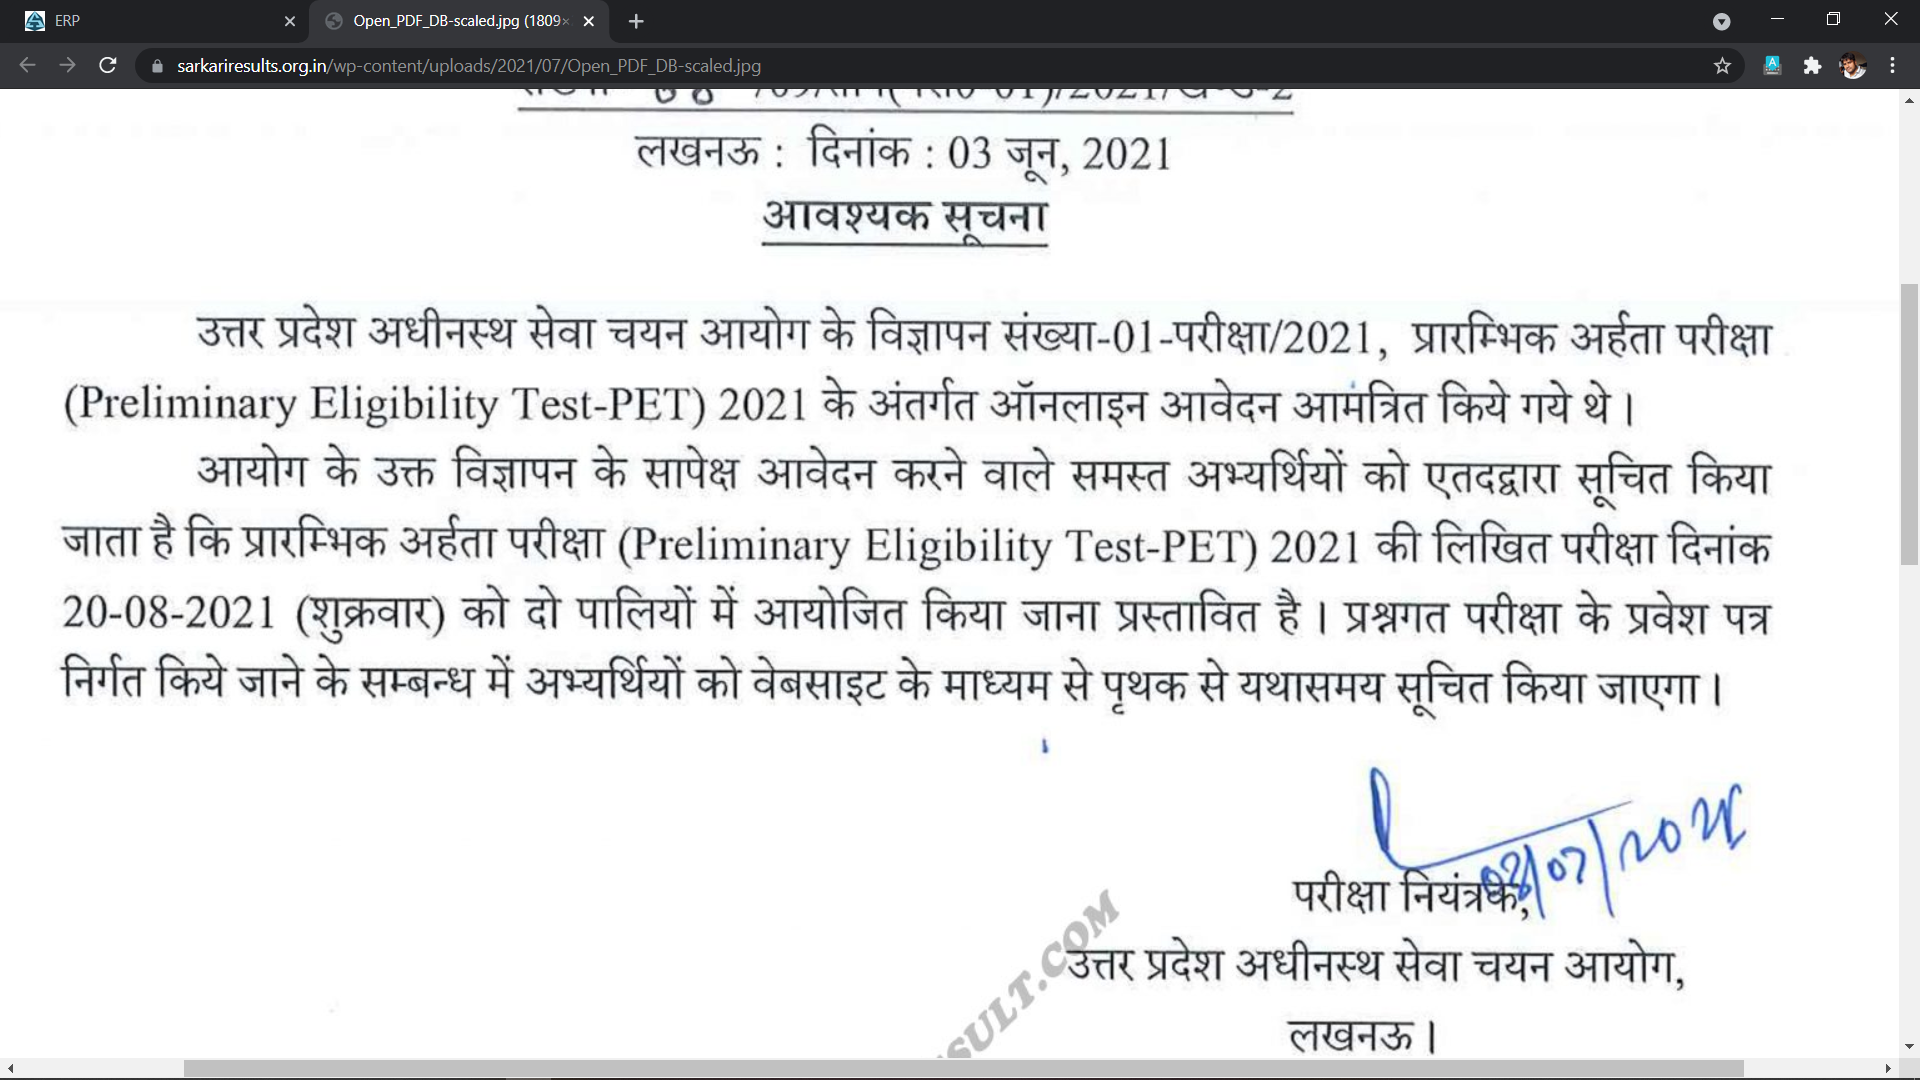 ERP
Open_PDF_DB-scaled.jpg (1809×
sarkariresults.org.in/wp-content/uploads/2021/07/Open_PDF_DB-scaled.jpg
लखनऊ : दिनांक : 03 जून, 2021
आवश्यक सूचना
उत्तर प्रदेश अधीनस्थ सेवा चयन आयोग के विज्ञापन संख्या-01-परीक्षा/2021, प्रारम्भिक अर्हता परीक्षा
(Preliminary Eligibility Test-PET) 2021 के अंतर्गत ऑनलाइन आवेदन आमंत्रित किये गये थे।
आयोग के उक्त विज्ञापन के सापेक्ष आवेदन करने वाले समस्त अभ्यर्थियों को एतदद्वारा सूचित किया
जाता है कि प्रारम्भिक अर्हता परीक्षा (Preliminary Eligibility Test-PET) 2021 की लिखित परीक्षा दिनांक
20-08-2021 (शुक्रवार) को दो पालियों में आयोजित किया जाना प्रस्तावित है। प्रश्नगत परीक्षा के प्रवेश पत्र
निर्गत किये जाने के सम्बन्ध में अभ्यर्थियों को वेबसाइट के माध्यम से पृथक से यथासमय सूचित किया जाएगा।
परीक्षा नियंत्रक,
उत्तर प्रदेश अधीनस्थ सेवा चयन आयोग,
लखनऊ।
SULT.COM